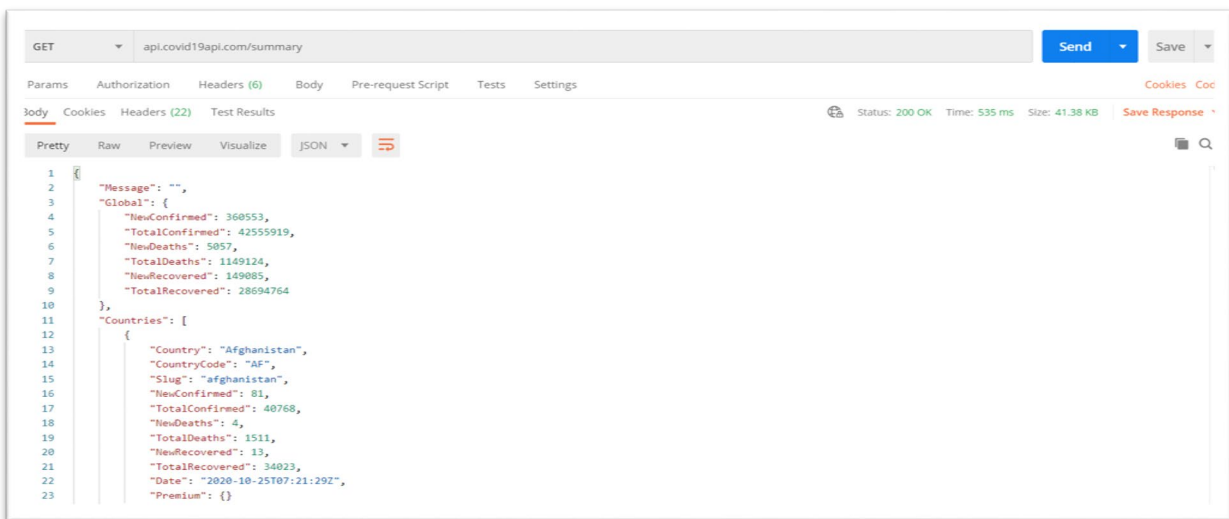 GET api.covid19api.com/summary Send Save
Params Authorization Headers (6) Body Pre-request Script Tests Settings Cookies Cod
Body Cookies Headers (22) Test Results Status: 200 OK Time: 535 ms Size: 41.38 KB Save Response
Pretty Raw Preview Visualize JSON
1 {
2 "Message": "",
3 "Global": {
4 "NewConfirmed": 360553,
5 "TotalConfirmed": 42555919,
6 "NewDeaths": 5057,
7 "TotalDeaths": 1149124,
8 "NewRecovered": 149085,
9 "TotalRecovered": 28694764
10 },
11 "Countries": [
12 {
13 "Country": "Afghanistan",
14 "CountryCode": "AF",
15 "Slug": "afghanistan",
16 "NewConfirmed": 81,
17 "TotalConfirmed": 40768,
18 "NewDeaths": 4,
19 "TotalDeaths": 1511,
20 "NewRecovered": 13,
21 "TotalRecovered": 34023,
22 "Date": "2020-10-25T07:21:29Z",
23 "Premium": {}